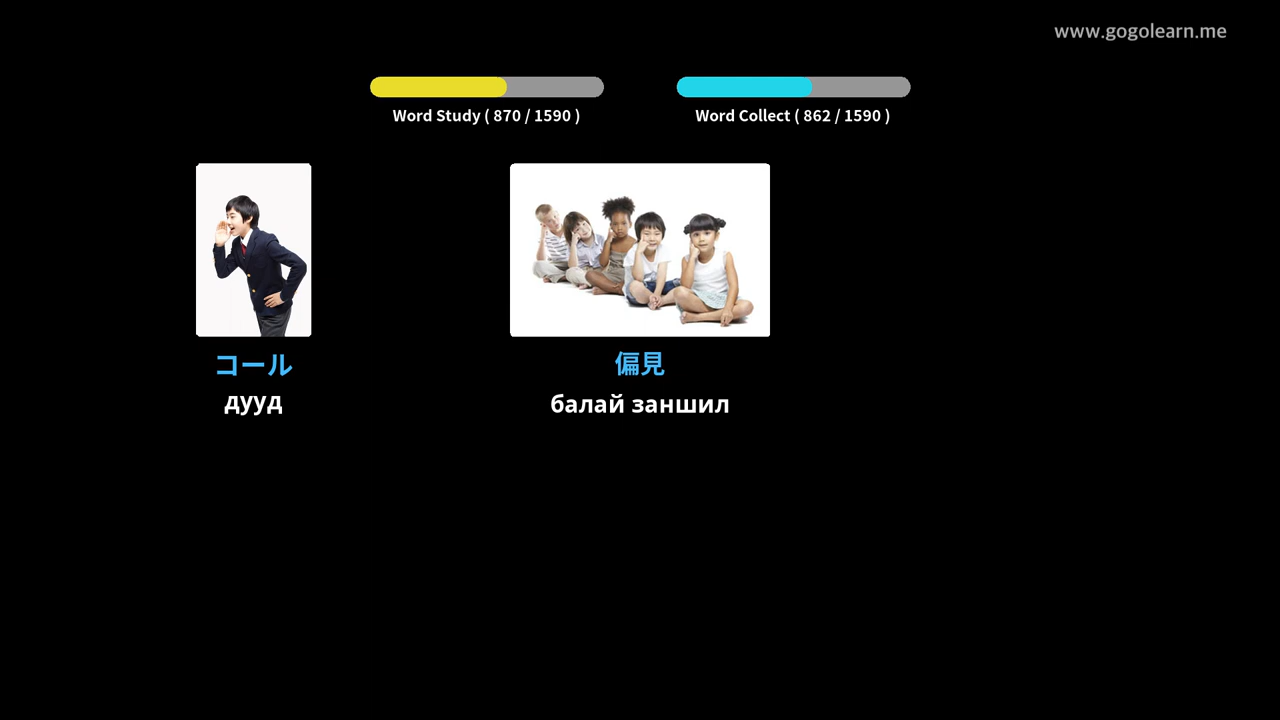 www.gogolearn.me
Word Study ( 870 / 1590 )
Word Collect ( 862 / 1590 )
コール
дууд
偏見
балай заншил